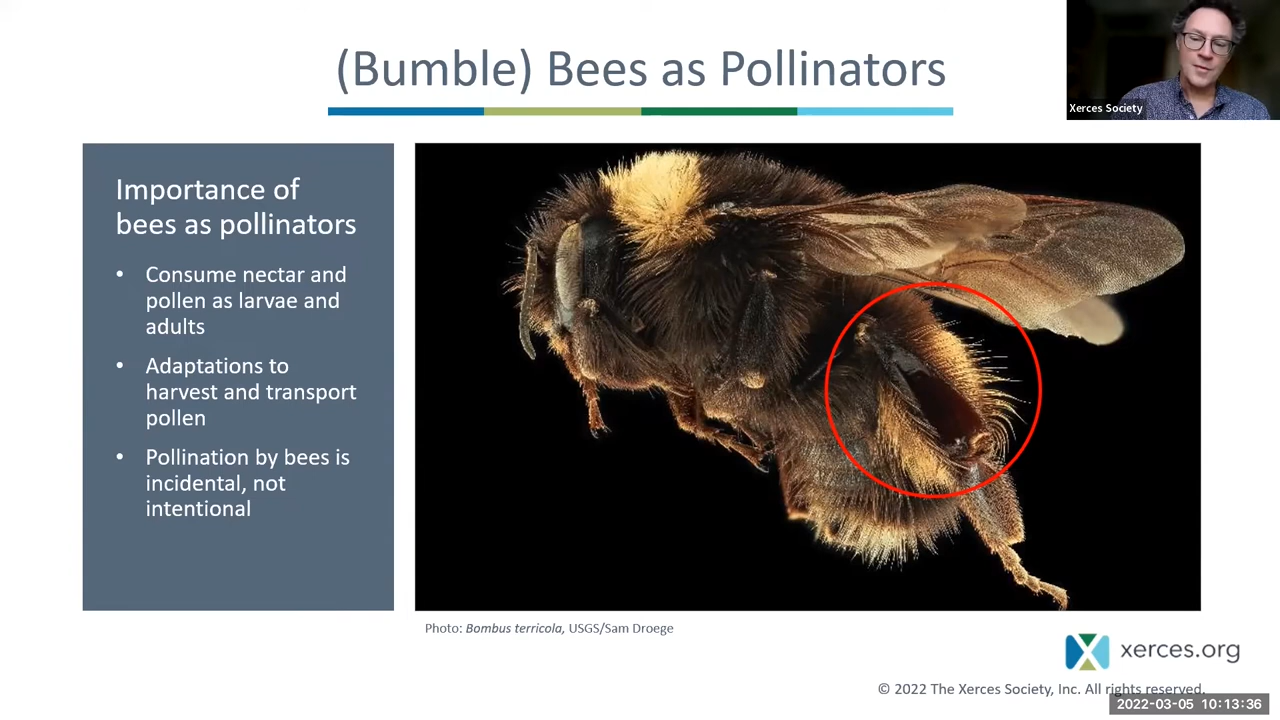 (Bumble) Bees as Pollinators
Xerces Society
Importance of
bees as pollinators
• Consume nectar and
pollen as larvae and
adults
• Adaptations to
harvest and transport
pollen
• Pollination by bees is
incidental, not
intentional
Photo: Bombus terricola, USGS/Sam Droege
xerces.org
© 2022 The Xerces Society, Inc. All rights reserved.
2022-03-05 10:13:36